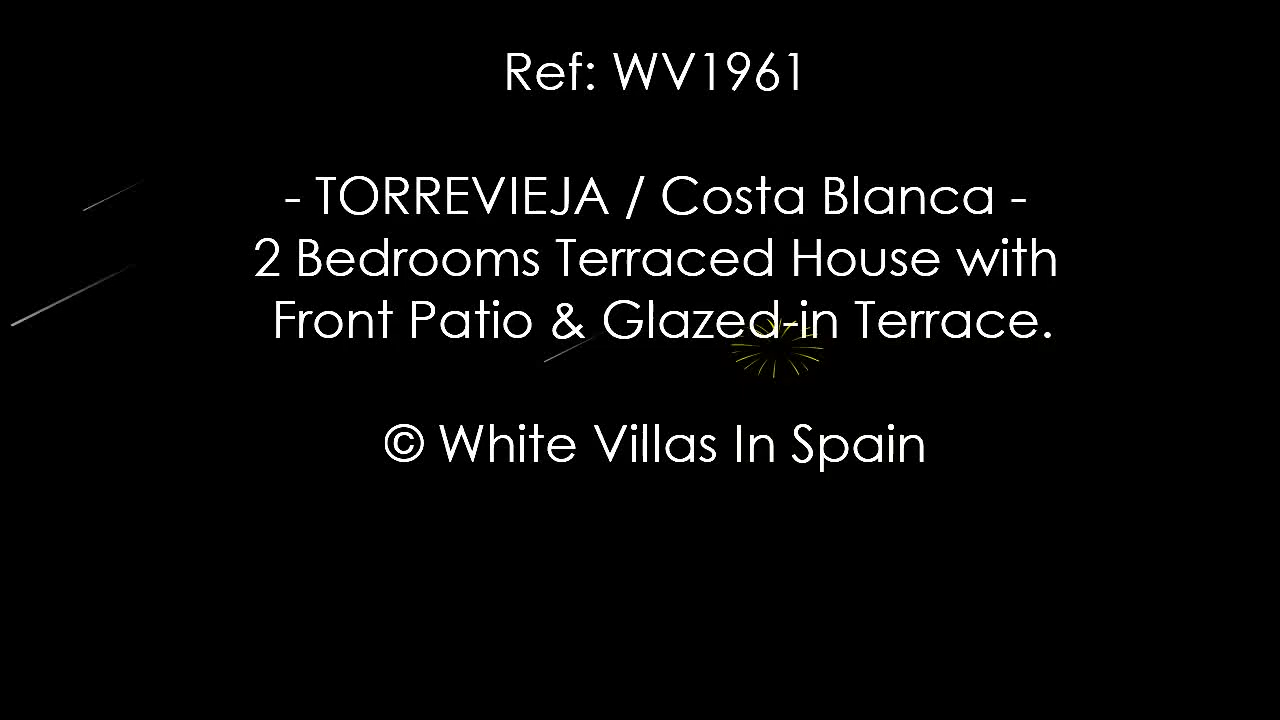 Ref: WV1961
- TORREVIEJA / Costa Blanca -
2 Bedrooms Terraced House with
Front Patio & Glazed-in Terrace.
© White Villas In Spain